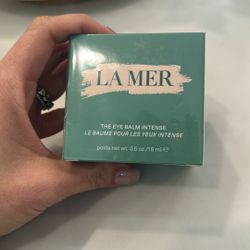 LA MER
THE EYE BALM INTENSE
LE BAUME POUR LES YEUX INTENSE
poids net wt. 0.5 oz/15 ml ℮